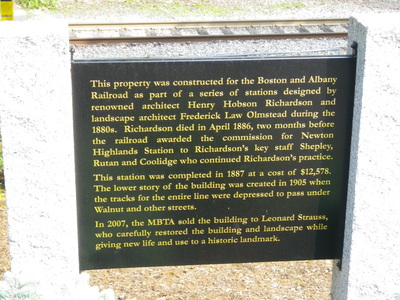 This property was constructed for the Boston and Albany
Railroad as part of a series of stations designed by
renowned architect Henry Hobson Richardson and
landscape architect Frederick Law Olmstead during the
1880s. Richardson died in April 1886, two months before
the railroad awarded the commission for Newton
Highlands Station to Richardson's key staff Shepley,
Rutan and Coolidge who continued Richardson's practice.
This station was completed in 1887 at a cost of $12,578.
The lower story of the building was created in 1905 when
the tracks for the entire line were depressed to pass under
Walnut and other streets.
In 2007, the MBTA sold the building to Leonard Strauss,
who carefully restored the building and landscape while
giving new life and use to a historic landmark.